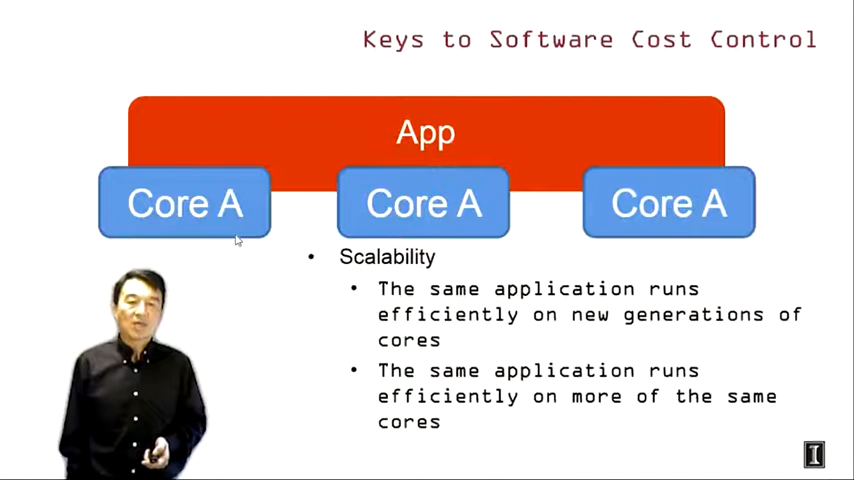 Keys to Software Cost Control
App
Core A
Core A
Core A
• Scalability
• The same application runs
efficiently on new generations of
cores
• The same application runs
efficiently on more of the same
cores
I